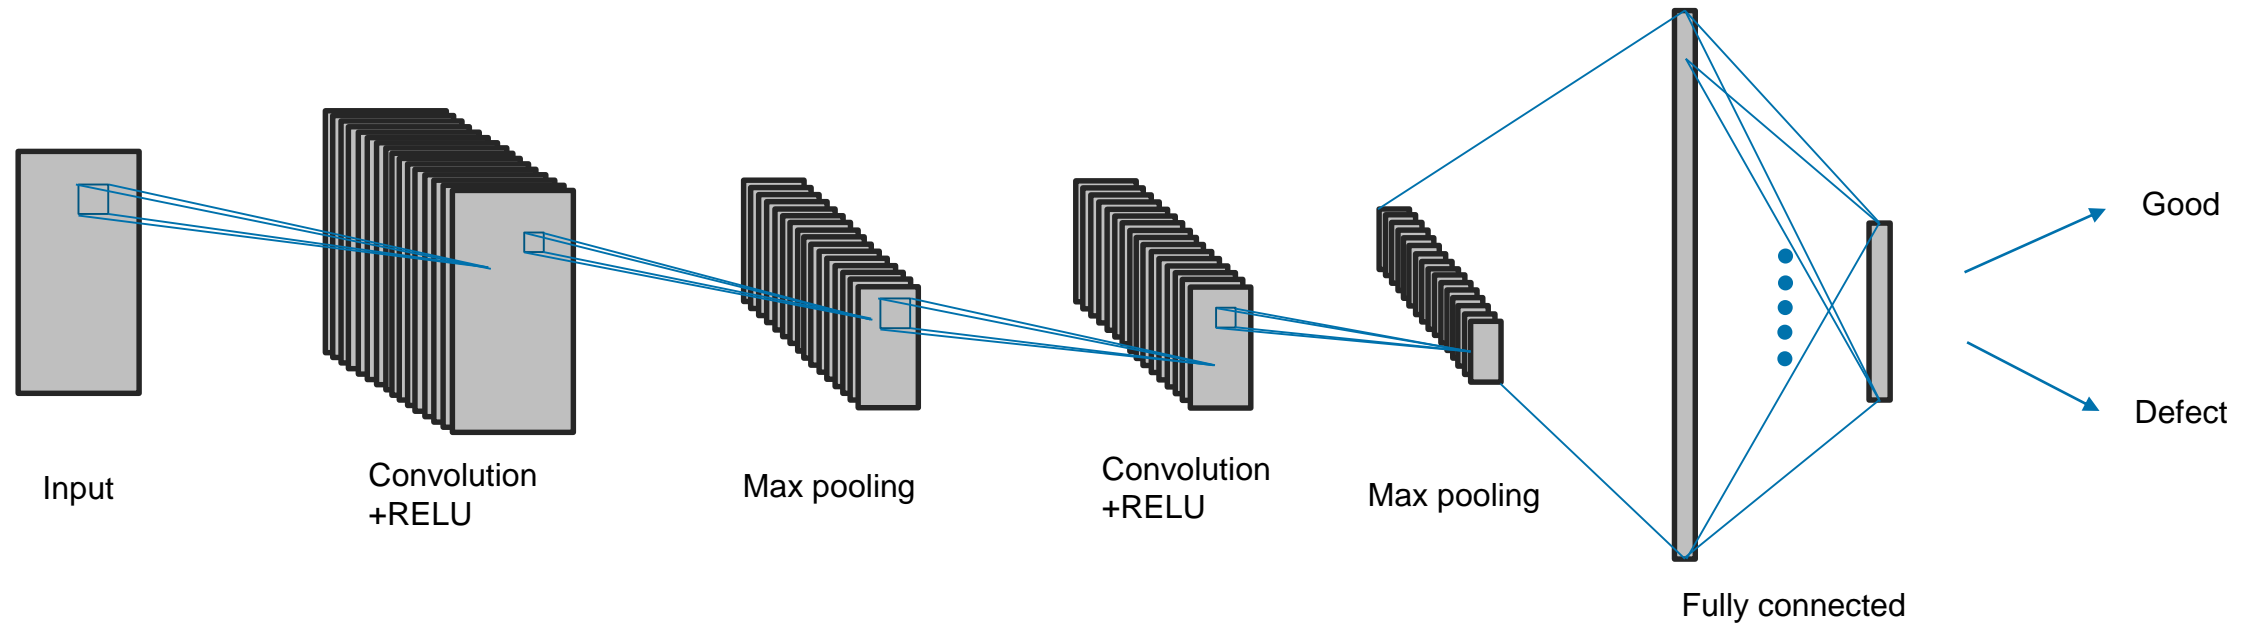 Input
Convolution
+RELU
Max pooling
Convolution
+RELU
Max pooling
Fully connected
Good
Defect